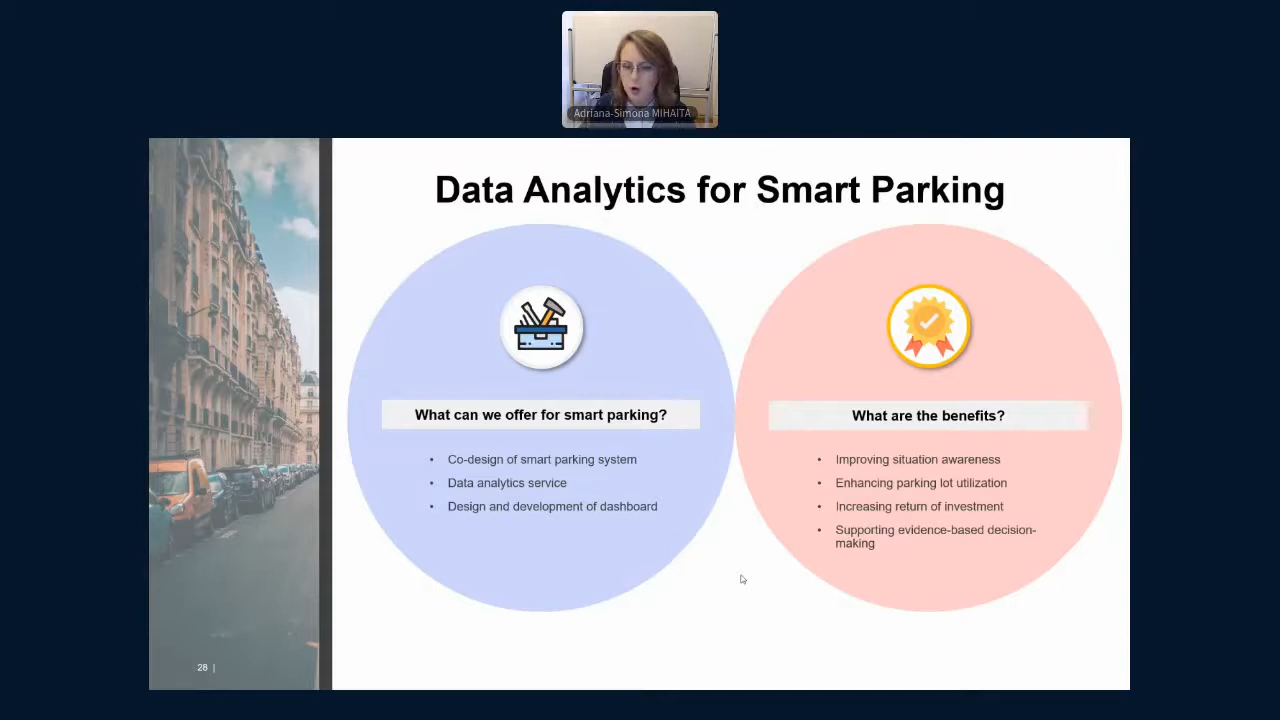 Adriana-Simona MIHAITA
Data Analytics for Smart Parking
What can we offer for smart parking?
• Co-design of smart parking system
• Data analytics service
• Design and development of dashboard
What are the benefits?
• Improving situation awareness
• Enhancing parking lot utilization
• Increasing return of investment
• Supporting evidence-based decision-
making
28 |